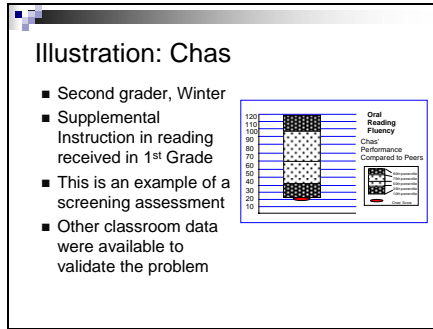 Illustration: Chas
Second grader, Winter
Supplemental
Instruction in reading
received in 1st Grade
This is an example of a
screening assessment
Other classroom data
were available to
validate the problem
120
110
100
90
80
70
60
50
40
30
20
10
Oral
Reading
Fluency
Chas'
Performance
Compared to Peers